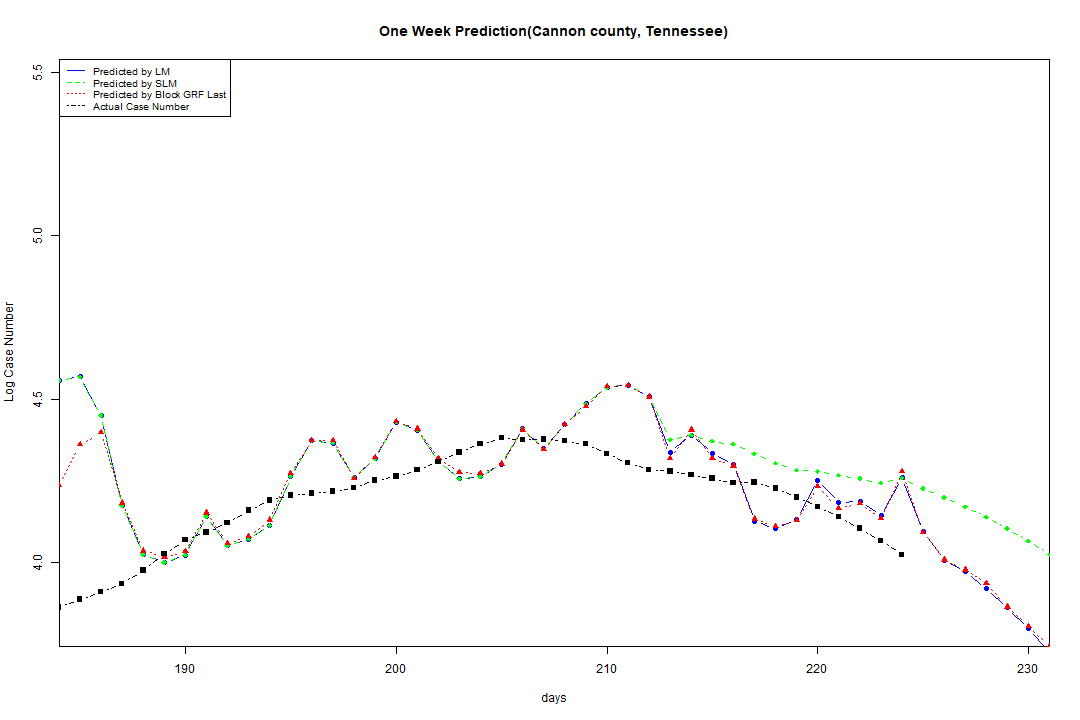 One Week Prediction(Cannon county, Tennessee)
Predicted by LM
Predicted by SLM
Predicted by Block GRF Last
Actual Case Number
5.5
5.0
4.5
4.0
Log Case Number
190 200 210 220 230
days